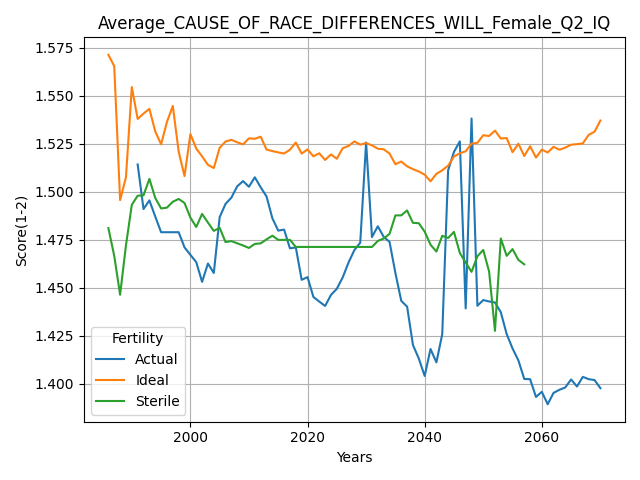 Average_CAUSE_OF_RACE_DIFFERENCES_WILL_Female_Q2_IQ
Score(1-2)
1.575
1.550
1.525
1.500
1.475
1.450
1.425
1.400
Fertility
Actual
Ideal
Sterile
2000
2020
2040
2060
Years